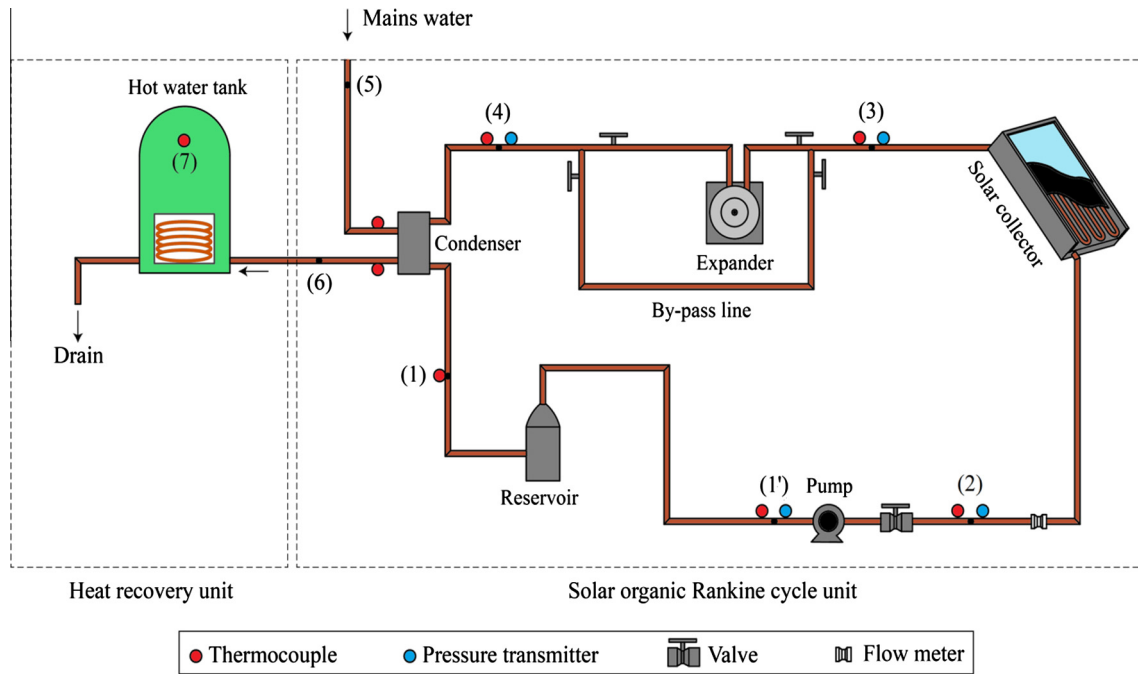 Mains water
Hot water tank
(5)
(4)
(3)
(7)
Solar collector
Condenser
Expander
(6)
By-pass line
Drain
(1)
Reservoir
(1')
Pump
(2)
Heat recovery unit
Solar organic Rankine cycle unit
Thermocouple
Pressure transmitter
Valve
Flow meter